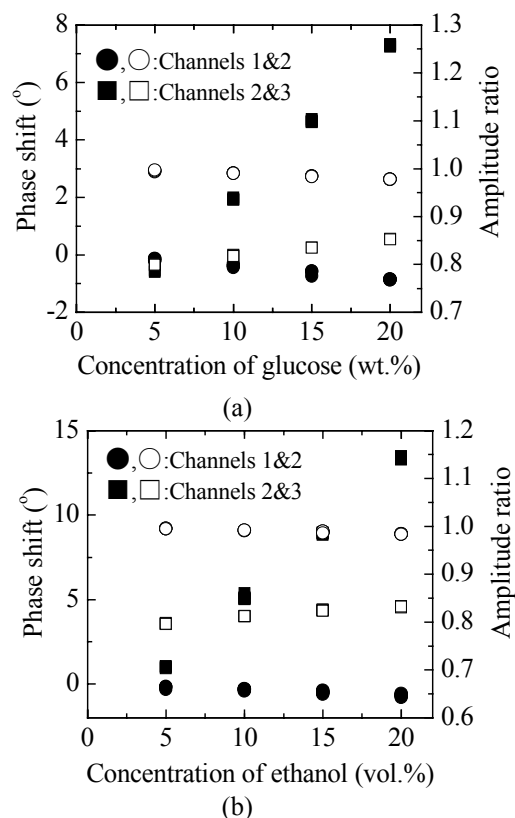 Phase shift (°)
Amplitude ratio
8
6
4
2
0
-2
1.3
1.2
1.1
1.0
0.9
0.8
0.7
●,○:Channels 1&2
■,□:Channels 2&3
0 5 10 15 20
Concentration of glucose (wt.%)
(a)
Phase shift (°)
Amplitude ratio
15
10
5
0
1.2
1.1
1.0
0.9
0.8
0.7
0.6
●,○:Channels 1&2
■,□:Channels 2&3
0 5 10 15 20
Concentration of ethanol (vol.%)
(b)